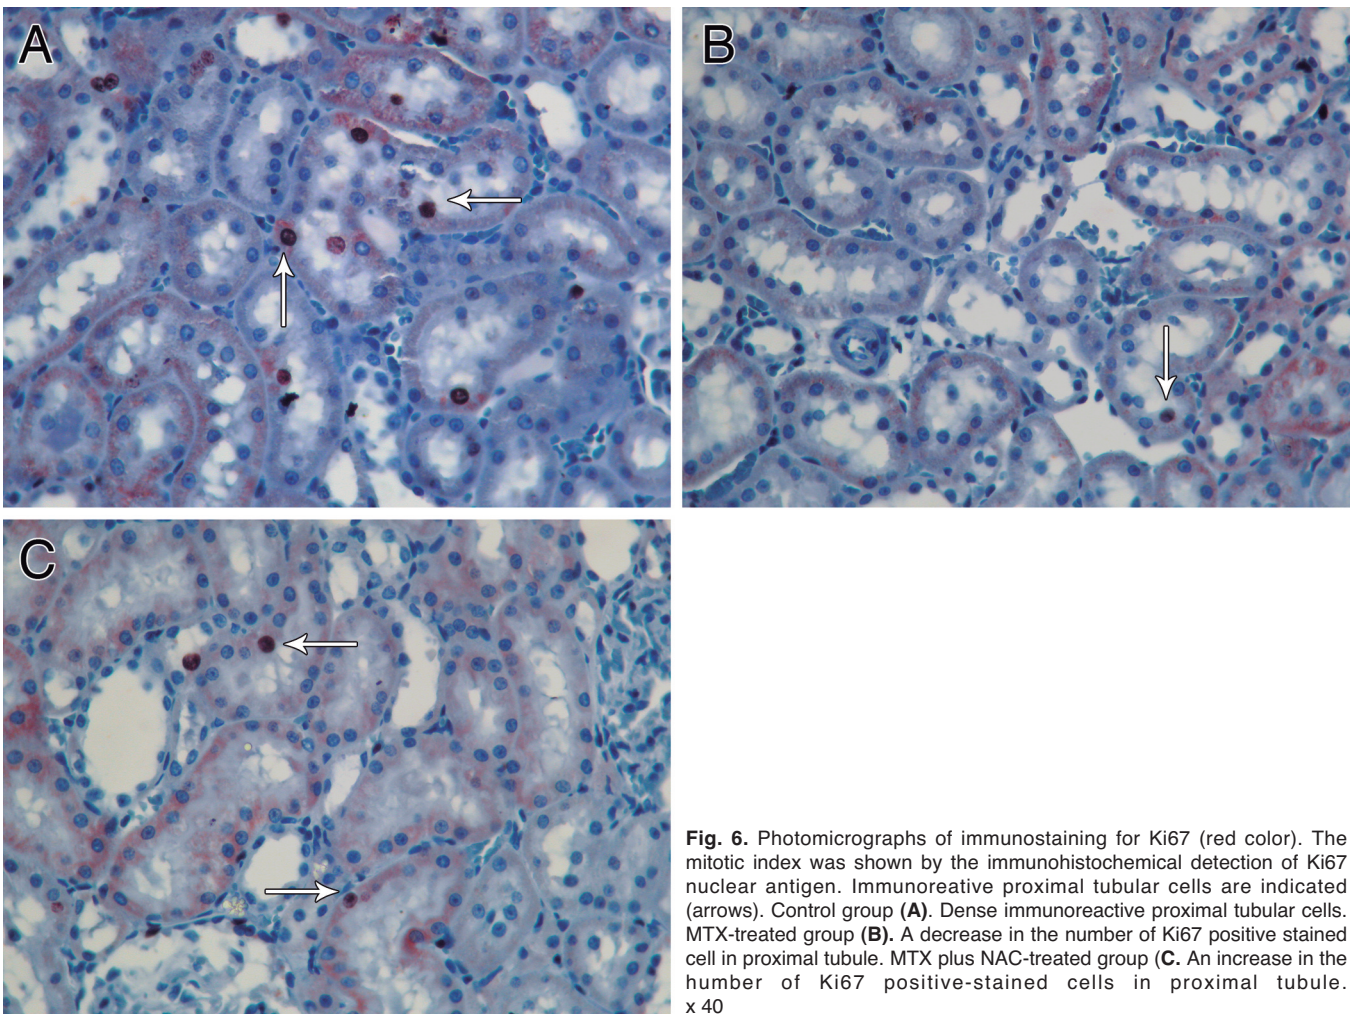 A
B
C
Fig. 6. Photomicrographs of immunostaining for Ki67 (red color). The
mitotic index was shown by the immunohistochemical detection of Ki67
nuclear antigen. Immunoreative proximal tubular cells are indicated
(arrows). Control group (A). Dense immunoreactive proximal tubular cells.
MTX-treated group (B). A decrease in the number of Ki67 positive stained
cell in proximal tubule. MTX plus NAC-treated group (C. An increase in the
humber of Ki67 positive-stained cells in proximal tubule.
x 40